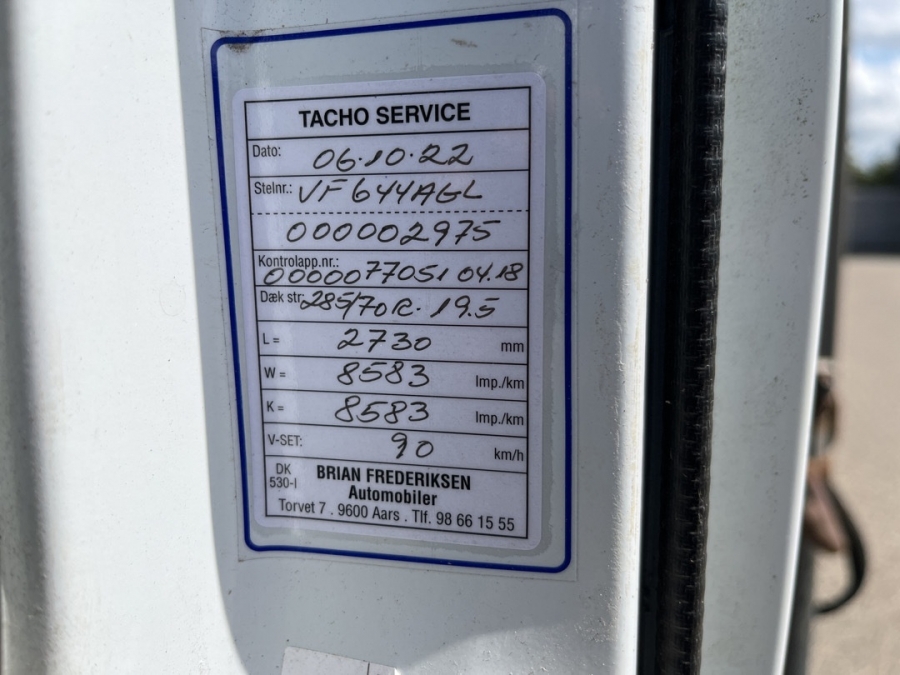 TACHO SERVICE
Dato: 06.10.22
Stelnr.: VF644AGL
000002975
Kontrolapp.nr.:
0000077051 04.18
Dæk str: 285/70R. 19.5
L = 2730 mm
W = 8583 Imp./km
K = 8583 Imp./km
V-SET: 90 km/h
DK 530-I
BRIAN FREDERIKSEN
Automobiler
Torvet 7 . 9600 Aars . Tlf. 98 66 15 55